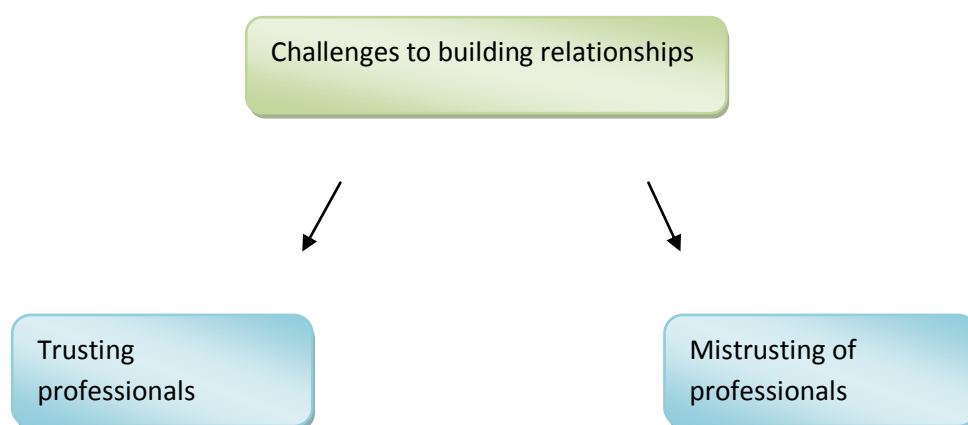 Challenges to building relationships
Trusting
professionals
Mistrusting of
professionals